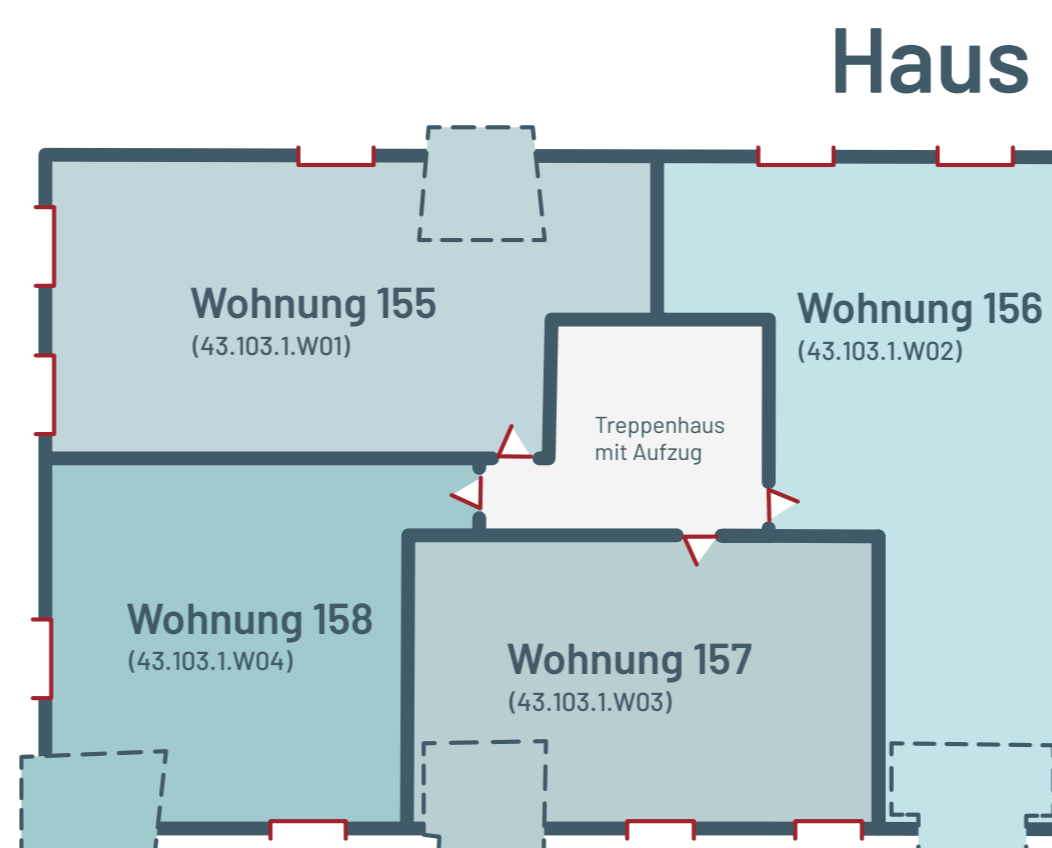 Haus
Wohnung 155
(43.103.1.W01)
Wohnung 156
(43.103.1.W02)
Treppenhaus
mit Aufzug
Wohnung 158
(43.103.1.W04)
Wohnung 157
(43.103.1.W03)